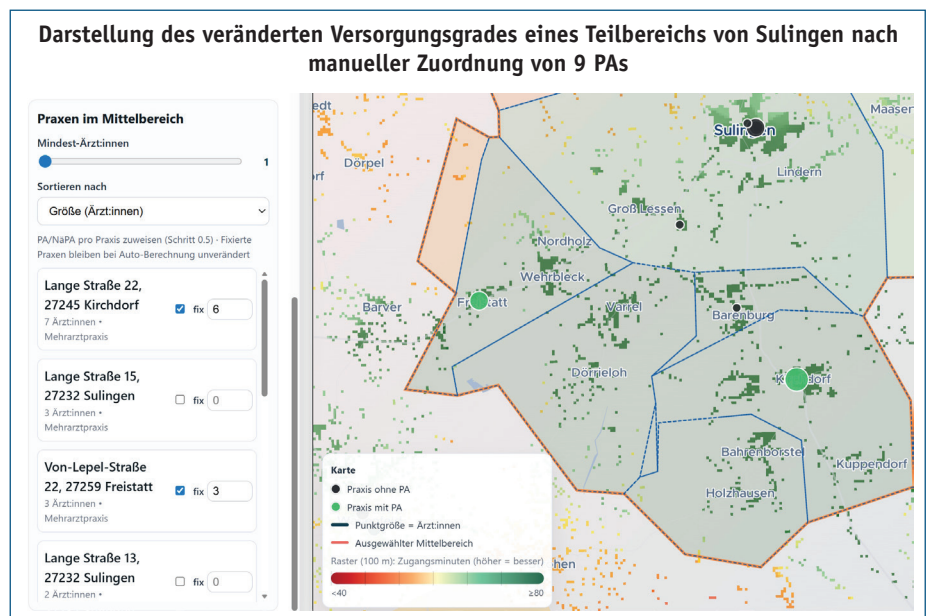 Darstellung des veränderten Versorgungsgrades eines Teilbereichs von Sulingen nach
manueller Zuordnung von 9 PAs
Praxen im Mittelbereich
Mindest-Ärzt:innen
1
Sortieren nach
Größe (Ärzt:innen)
PA/NäPA pro Praxis zuweisen (Schritt 0.5) · Fixierte
Praxen bleiben bei Auto-Berechnung unverändert
Lange Straße 22,
27245 Kirchdorf
7 Ärzt:innen •
Mehrarztpraxis
fix 6
Lange Straße 15,
27232 Sulingen
3 Ärzt:innen •
Mehrarztpraxis
fix 0
Von-Lepel-Straße
22, 27259 Freistatt
3 Ärzt:innen •
Mehrarztpraxis
fix 3
Lange Straße 13,
27232 Sulingen
2 Ärzt:innen •
fix 0
Maasen
Sulingen
Dörpel
Lindern
Groß Lessen
Nordholz
Wehrbleck
Barver
Varrel
Barenburg
Dörrieloh
Bahrenborstel
Kuppendorf
Holzhausen
Karte
Praxis ohne PA
Praxis mit PA
Punktgröße = Ärzt:innen
Ausgewählter Mittelbereich
Raster (100 m): Zugangsminuten (höher = besser)
<40 ≥80